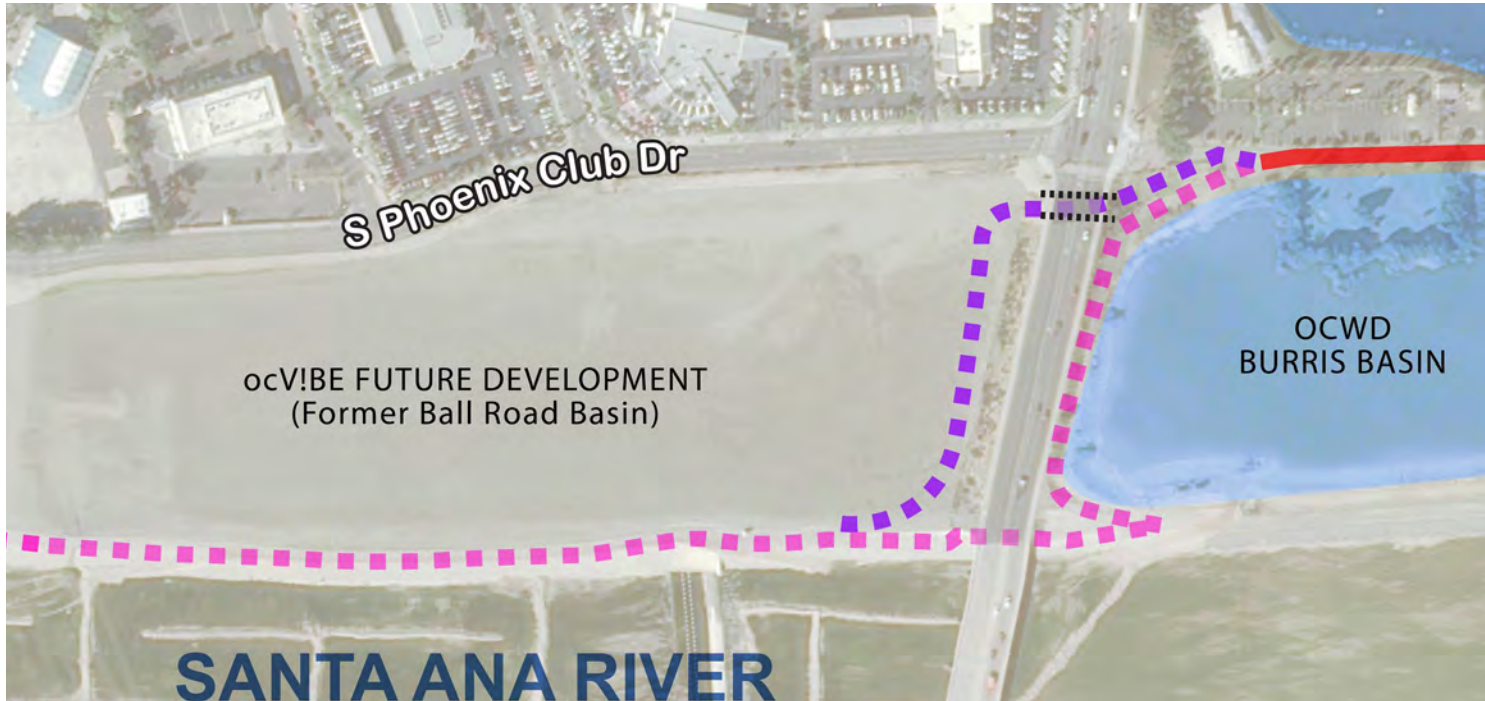 S Phoenix Club Dr
OCWD
BURRIS BASIN
ocV!BE FUTURE DEVELOPMENT
(Former Ball Road Basin)
SANTA ANA RIVER